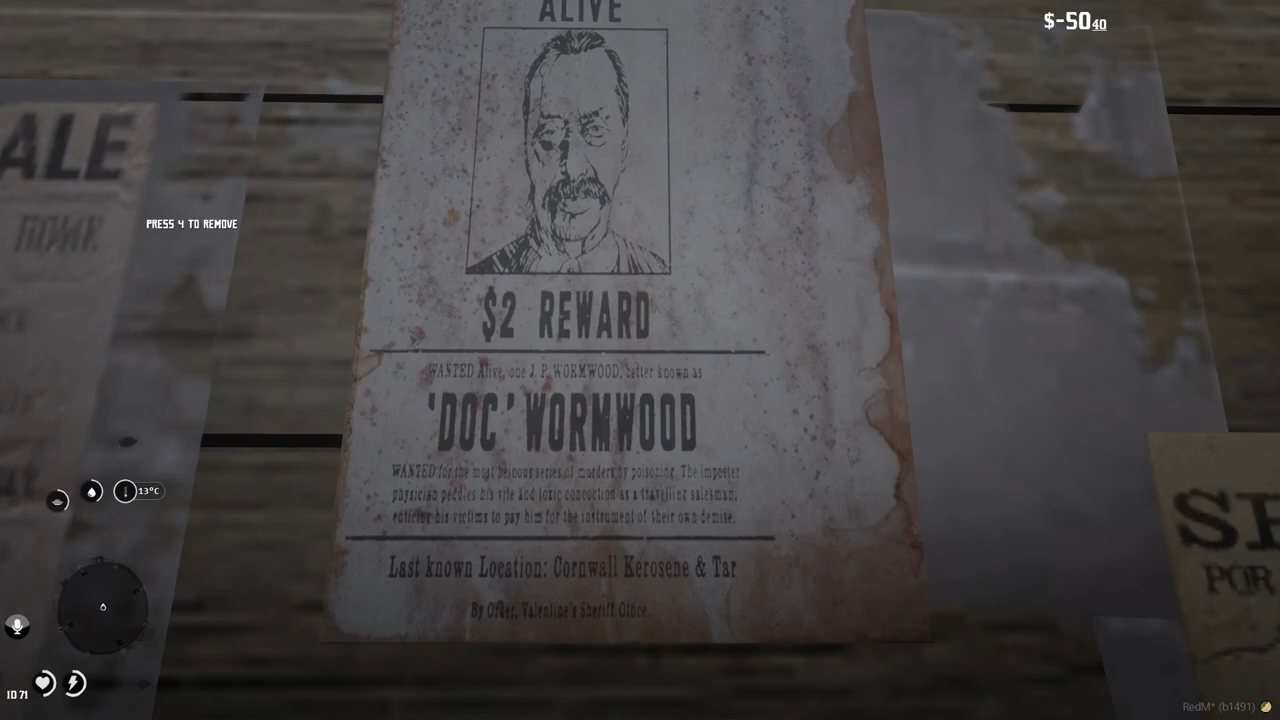 ALIVE
$-50 40
ALE
HOME
PRESS 4 TO REMOVE
$2 REWARD
WANTED Alive, one J. P. WORMWOOD, better known as
'DOC' WORMWOOD
WANTED for the most heinous series of murders by poisoning. The imposter
physician peddles his vile and toxic concoction as a travelling salesman,
enticing his victims to pay him for the instrument of their own demise.
Last known Location: Cornwall Kerosene & Tar
By Order, Valentine's Sheriff Office.
13°C
POR
ID 71
RedM* (b1491)